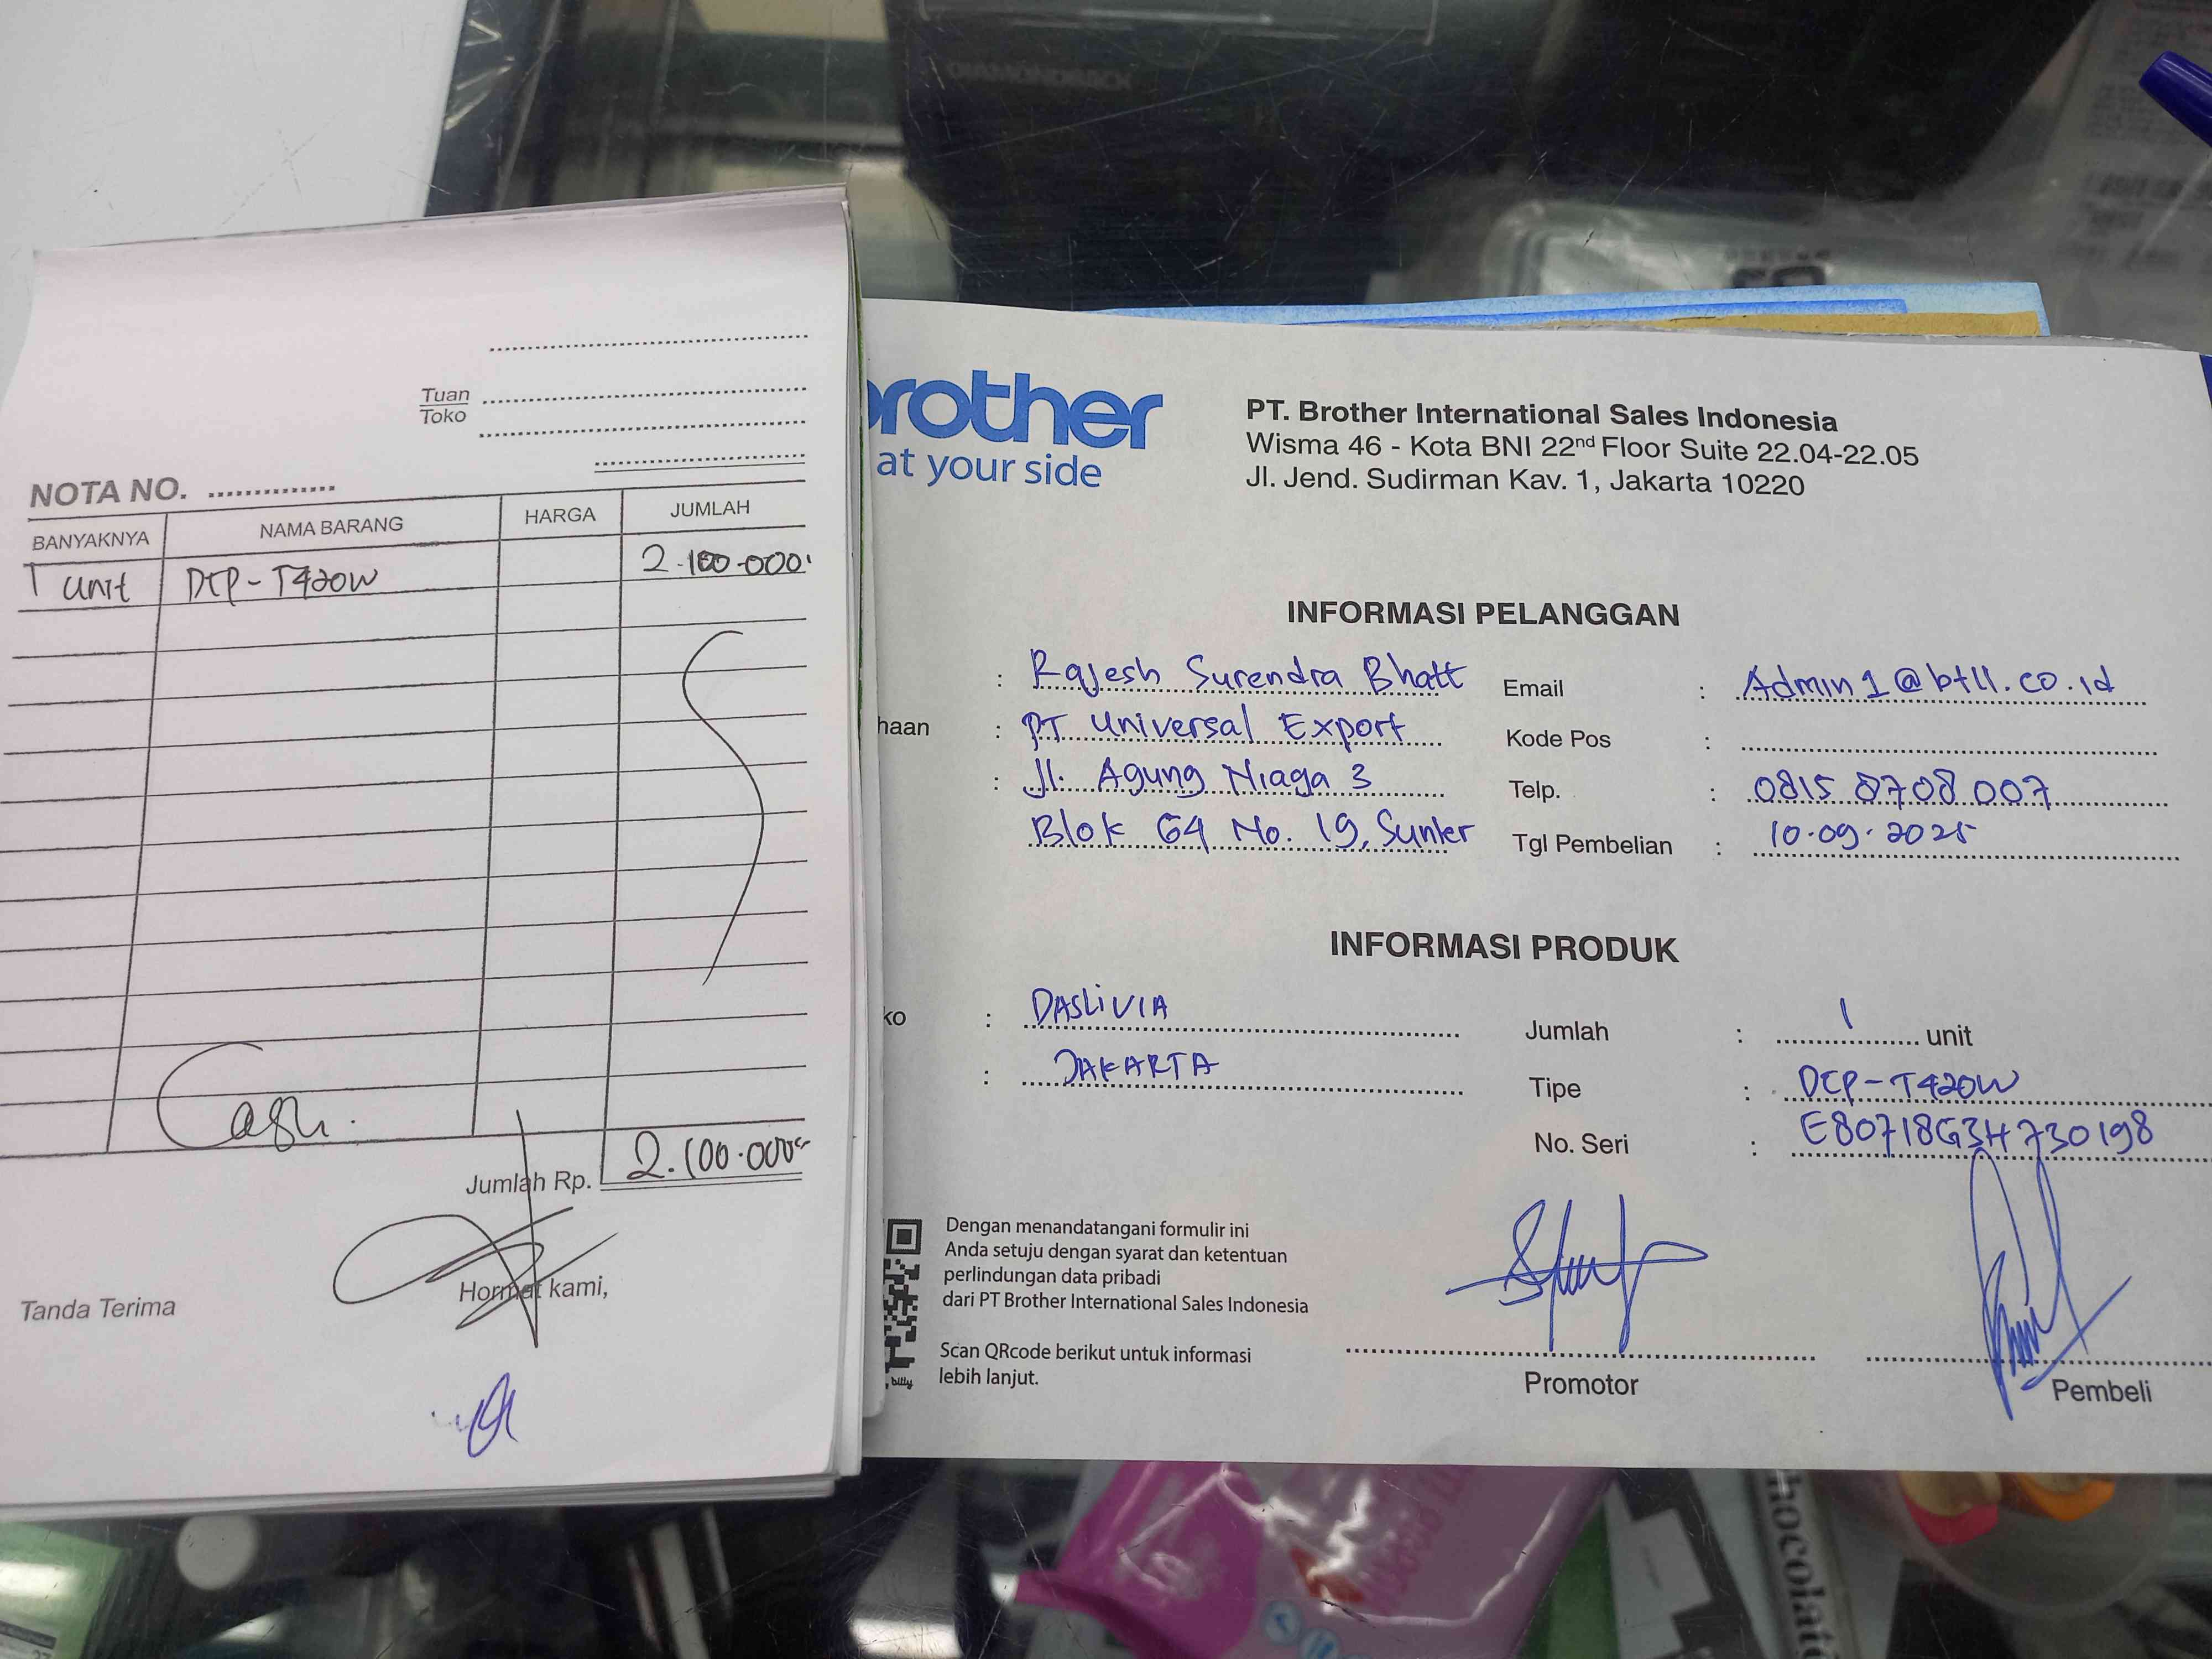 Tuan
Toko
NOTA NO. ..............
BANYAKNYA NAMA BARANG HARGA JUMLAH
1 unit DCP-T420W 2.100.000
Cash.
Jumlah Rp. 2.100.000
Tanda Terima Hormat kami,
brother
at your side
PT. Brother International Sales Indonesia
Wisma 46 - Kota BNI 22nd Floor Suite 22.04-22.05
Jl. Jend. Sudirman Kav. 1, Jakarta 10220
INFORMASI PELANGGAN
: Rajesh Surendra Bhatt Email : Admin1@btll.co.id
haan : PT Universal Export Kode Pos :
: Jl. Agung Niaga 3 Telp. : 0815 8708 007
Blok G4 No. 19, Sunter Tgl Pembelian : 10.09.2025
INFORMASI PRODUK
ko : DASLIVIA Jumlah : 1 unit
: JAKARTA Tipe : DCP-T420W
No. Seri : E80718G3H730198
Dengan menandatangani formulir ini
Anda setuju dengan syarat dan ketentuan
perlindungan data pribadi
dari PT Brother International Sales Indonesia
Scan QRcode berikut untuk informasi
lebih lanjut.
Promotor Pembeli